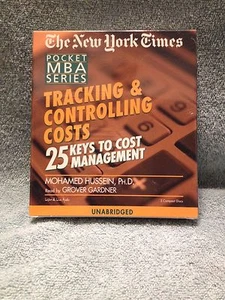 The New York Times
POCKET
MBA
SERIES
TRACKING &
CONTROLLING
COSTS
25 KEYS TO COST
MANAGEMENT
MOHAMED HUSSEIN, Ph.D.
Read by GROVER GARDNER
UNABRIDGED